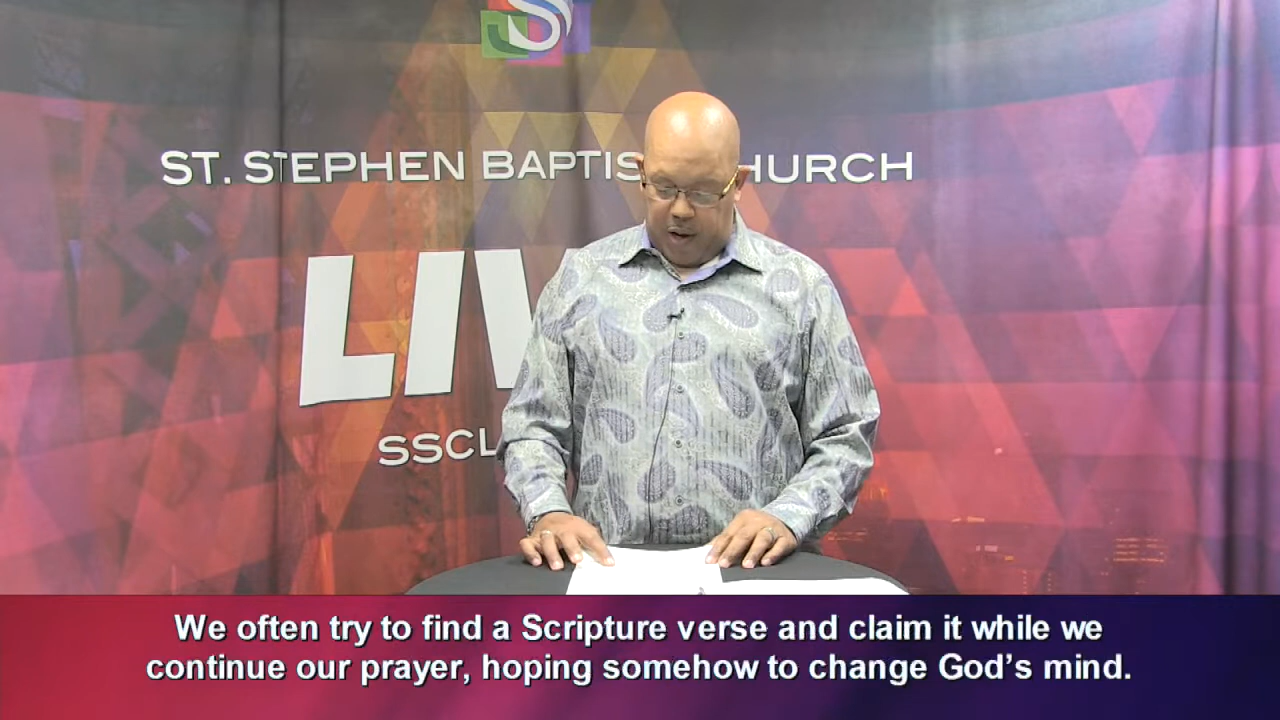 S
ST. STEPHEN BAPTIS HURCH
LIV
SSCL
We often try to find a Scripture verse and claim it while we
continue our prayer, hoping somehow to change God's mind.